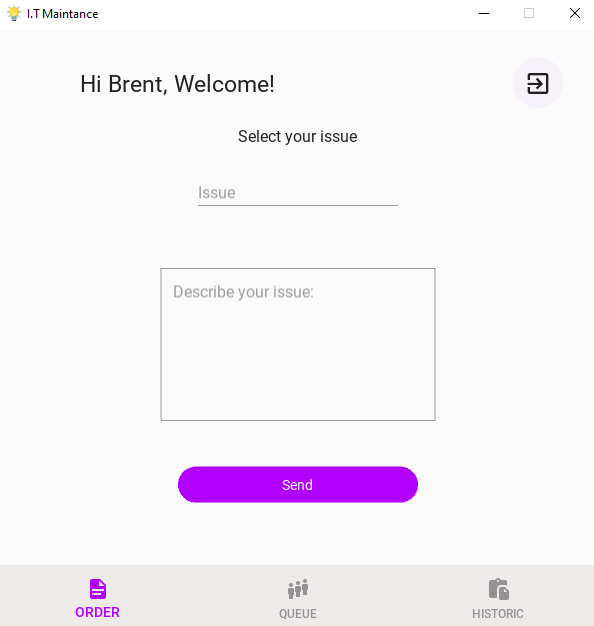 I.T Maintance
Hi Brent, Welcome!
Select your issue
Issue
Describe your issue:
Send
ORDER
QUEUE
HISTORIC